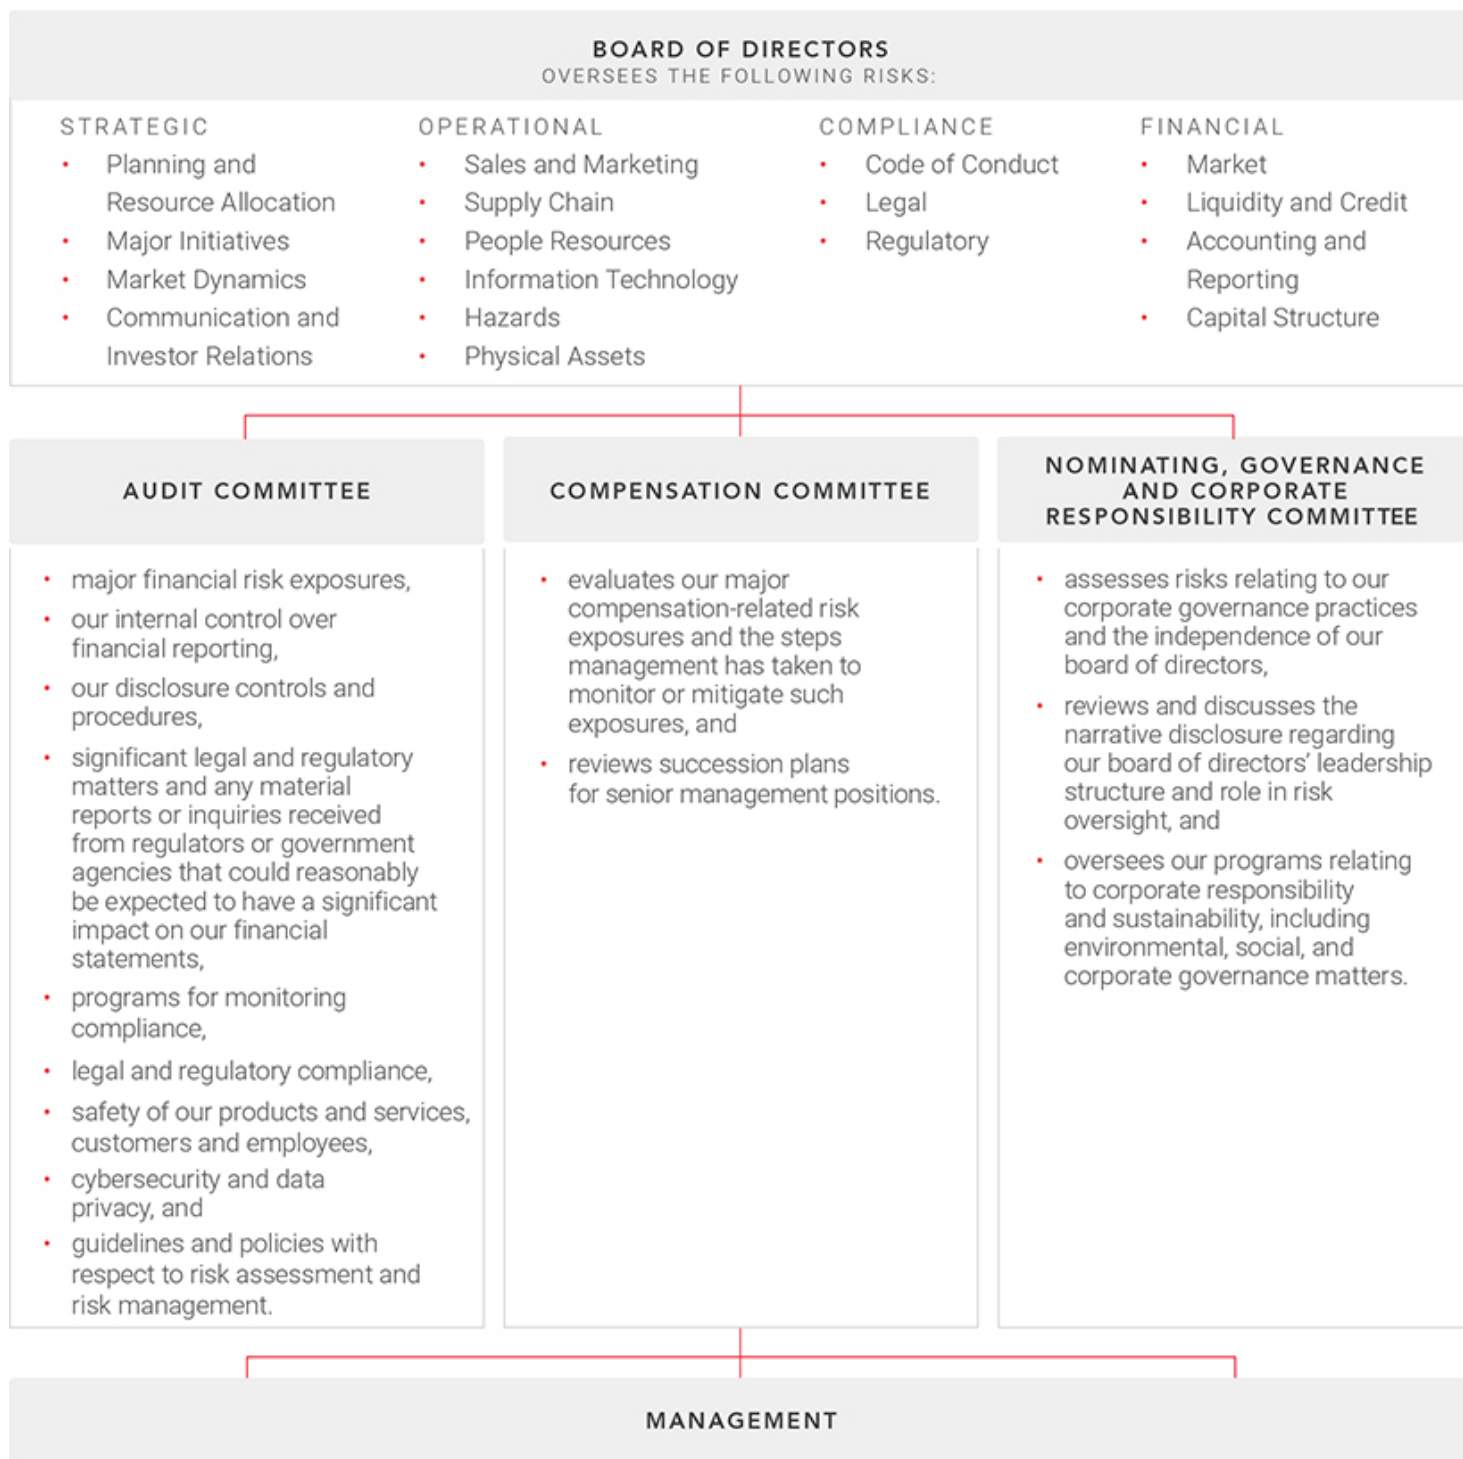 BOARD OF DIRECTORS
OVERSEES THE FOLLOWING RISKS:
STRATEGIC
• Planning and
Resource Allocation
• Major Initiatives
• Market Dynamics
• Communication and
Investor Relations
OPERATIONAL
• Sales and Marketing
• Supply Chain
• People Resources
• Information Technology
• Hazards
• Physical Assets
COMPLIANCE
• Code of Conduct
• Legal
• Regulatory
FINANCIAL
• Market
• Liquidity and Credit
• Accounting and
Reporting
• Capital Structure
AUDIT COMMITTEE
• major financial risk exposures,
• our internal control over
financial reporting,
• our disclosure controls and
procedures,
• significant legal and regulatory
matters and any material
reports or inquiries received
from regulators or government
agencies that could reasonably
be expected to have a significant
impact on our financial
statements,
• programs for monitoring
compliance,
• legal and regulatory compliance,
• safety of our products and services,
customers and employees,
• cybersecurity and data
privacy, and
• guidelines and policies with
respect to risk assessment and
risk management.
COMPENSATION COMMITTEE
• evaluates our major
compensation-related risk
exposures and the steps
management has taken to
monitor or mitigate such
exposures, and
• reviews succession plans
for senior management positions.
NOMINATING, GOVERNANCE
AND CORPORATE
RESPONSIBILITY COMMITTEE
• assesses risks relating to our
corporate governance practices
and the independence of our
board of directors,
• reviews and discusses the
narrative disclosure regarding
our board of directors’ leadership
structure and role in risk
oversight, and
• oversees our programs relating
to corporate responsibility
and sustainability, including
environmental, social, and
corporate governance matters.
MANAGEMENT